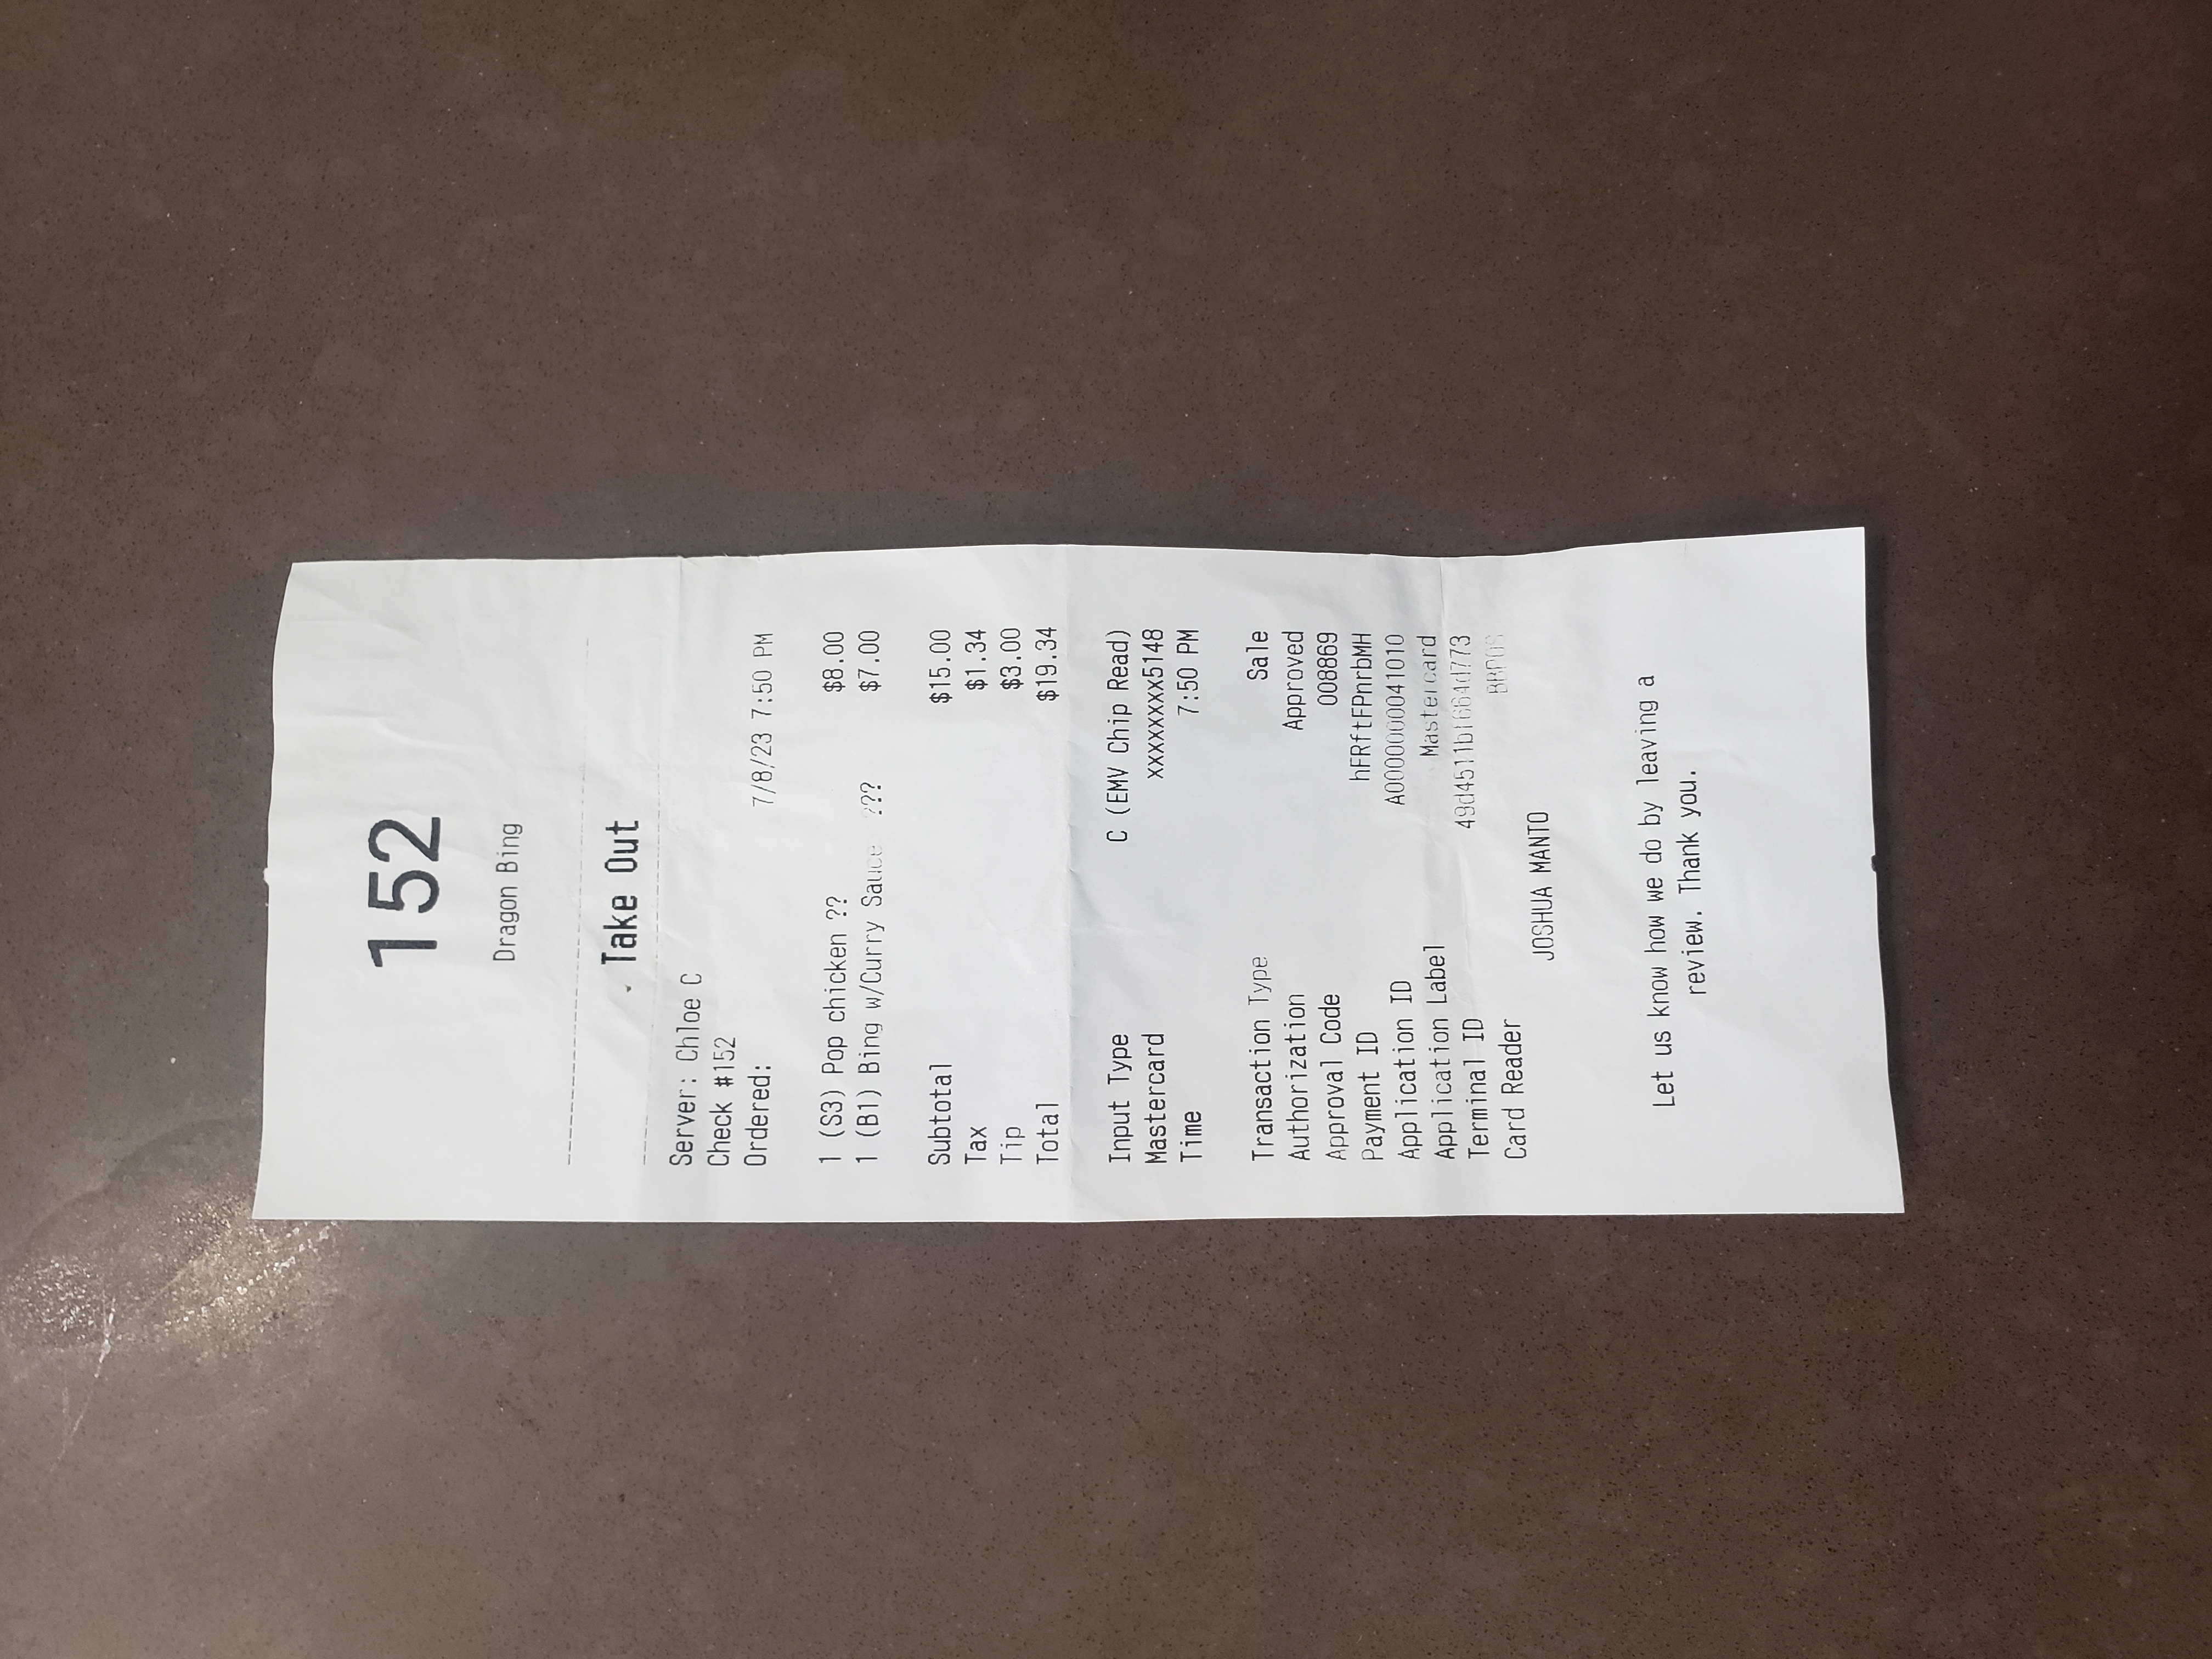 152
Dragon Bing
Take Out
Server: Chloe C
Check #152
Ordered: 7/8/23 7:50 PM
1 (S3) Pop chicken ?? $8.00
1 (B1) Bing w/Curry Sauce ??? $7.00
Subtotal $15.00
Tax $1.34
Tip $3.00
Total $19.34
Input Type C (EMV Chip Read)
Mastercard xxxxxxxx5148
Time 7:50 PM
Transaction Type Sale
Authorization Approved
Approval Code 008869
Payment ID hFRftFPnrbMH
Application ID A0000000041010
Application Label Mastercard
Terminal ID
Card Reader BBPOS
JOSHUA MANTO
Let us know how we do by leaving a
review. Thank you.